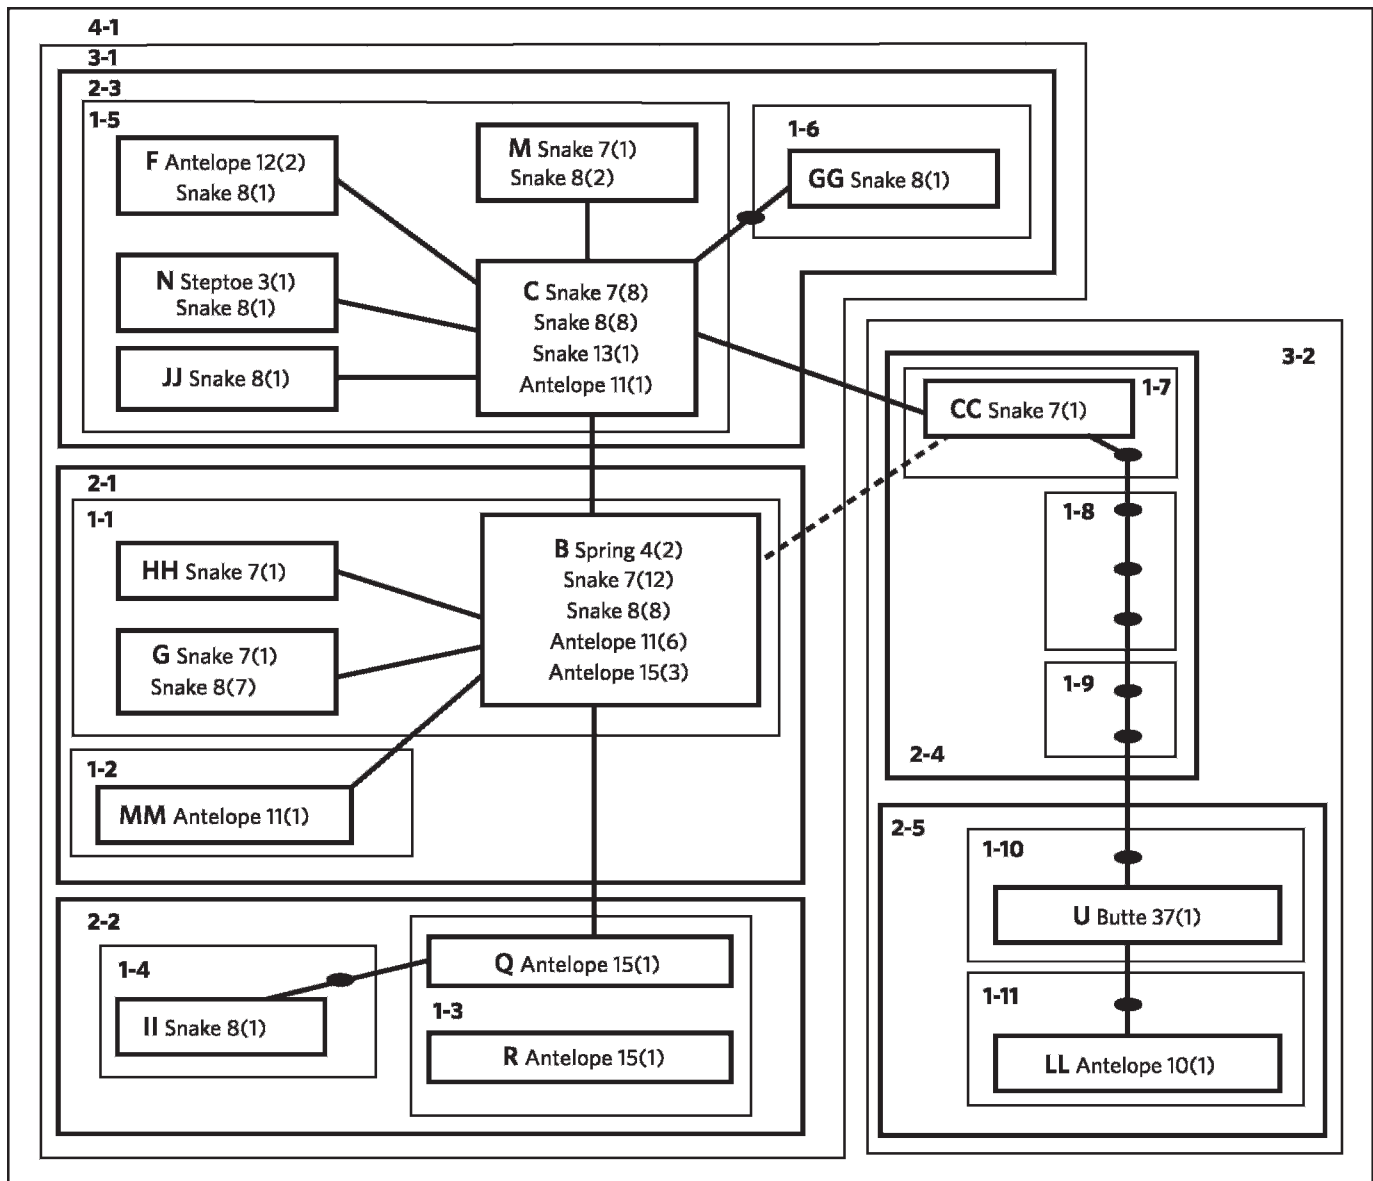 4-1
3-1
2-3
1-5
F Antelope 12(2)
Snake 8(1)
M Snake 7(1)
Snake 8(2)
1-6
GG Snake 8(1)
N Steptoe 3(1)
Snake 8(1)
JJ Snake 8(1)
C Snake 7(8)
Snake 8(8)
Snake 13(1)
Antelope 11(1)
3-2
1-7
CC Snake 7(1)
1-8
1-9
2-4
2-1
1-1
HH Snake 7(1)
G Snake 7(1)
Snake 8(7)
B Spring 4(2)
Snake 7(12)
Snake 8(8)
Antelope 11(6)
Antelope 15(3)
1-2
MM Antelope 11(1)
2-5
1-10
U Butte 37(1)
1-11
LL Antelope 10(1)
2-2
1-4
II Snake 8(1)
Q Antelope 15(1)
1-3
R Antelope 15(1)